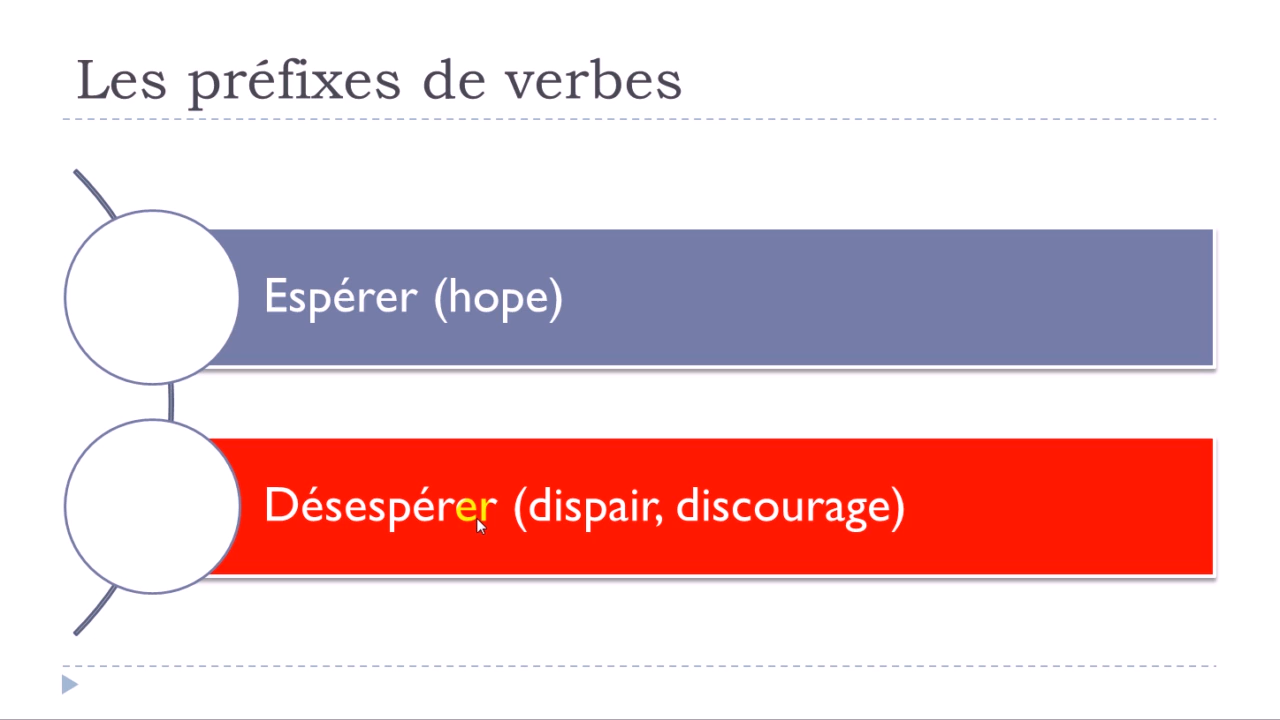 Les préfixes de verbes
Espérer (hope)
Désespérer (dispair, discourage)